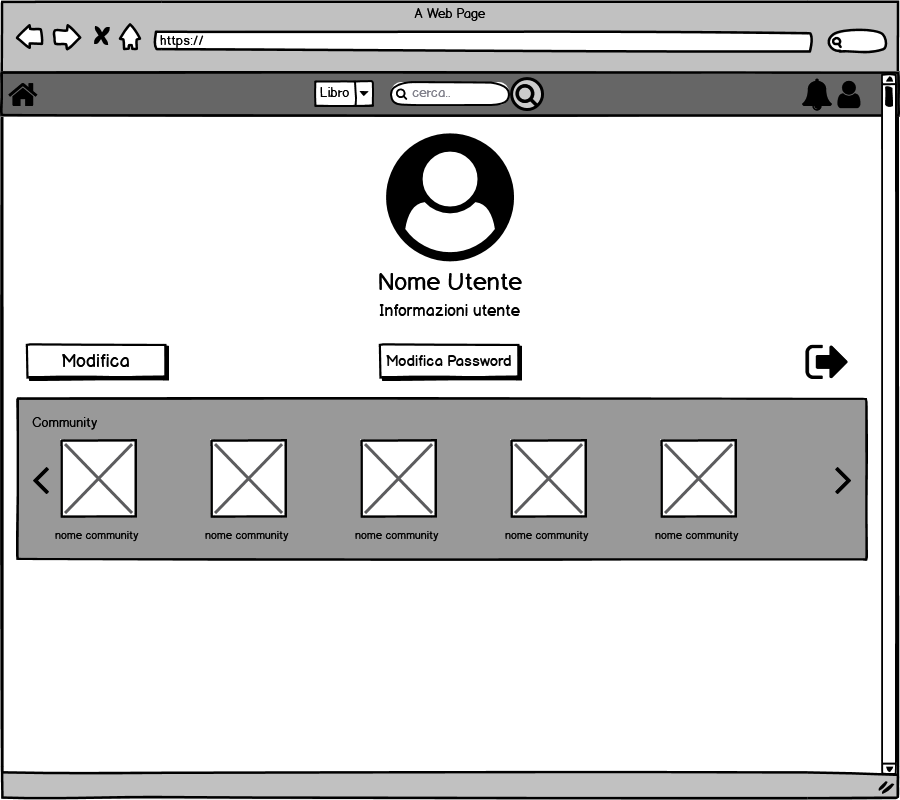 A Web Page
https://
Libro
cerca..
Nome Utente
Informazioni utente
Modifica
Modifica Password
Community
nome community
nome community
nome community
nome community
nome community